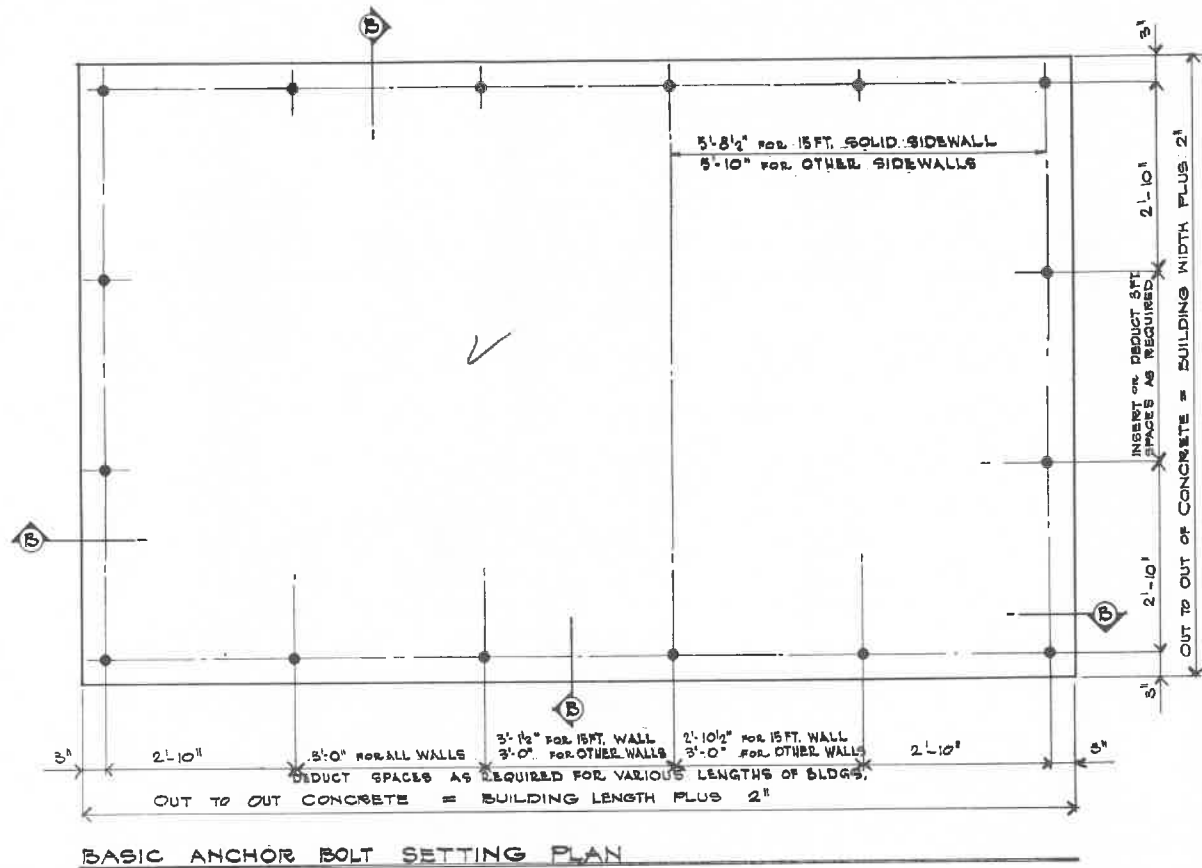 B
3"
5'-8½" FOR 15FT. SOLID SIDEWALL
5'-10" FOR OTHER SIDEWALLS
2'-10"
INSERT OR DEDUCT 3FT.
SPACES AS REQUIRED
OUT TO OUT OF CONCRETE = BUILDING WIDTH PLUS 2"
B
2'-10"
B
3"
B
3"
2'-10"
3'-0" FOR ALL WALLS
3'-1½" FOR 15FT. WALL
3'-0" FOR OTHER WALLS
2'-10½" FOR 15FT. WALL
3'-0" FOR OTHER WALLS
2'-10"
3"
DEDUCT SPACES AS REQUIRED FOR VARIOUS LENGTHS OF BLDGS.
OUT TO OUT CONCRETE = BUILDING LENGTH PLUS 2"
BASIC ANCHOR BOLT SETTING PLAN